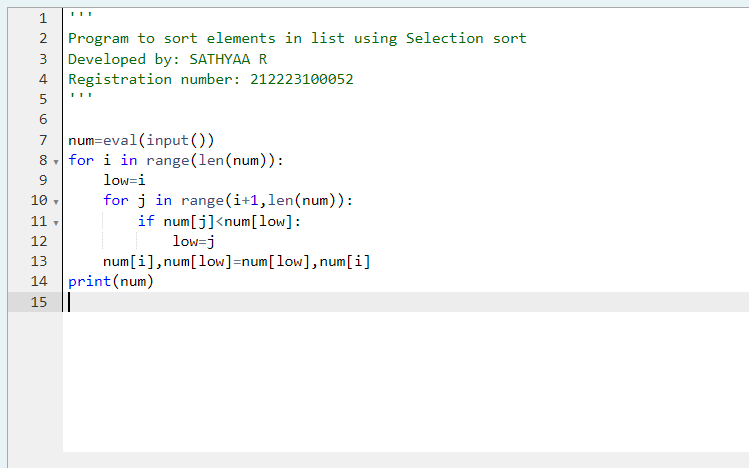 1 '''
2 Program to sort elements in list using Selection sort
3 Developed by: SATHYAA R
4 Registration number: 212223100052
5 '''
6
7 num=eval(input())
8 for i in range(len(num)):
9     low=i
10     for j in range(i+1,len(num)):
11         if num[j]<num[low]:
12             low=j
13     num[i],num[low]=num[low],num[i]
14 print(num)
15